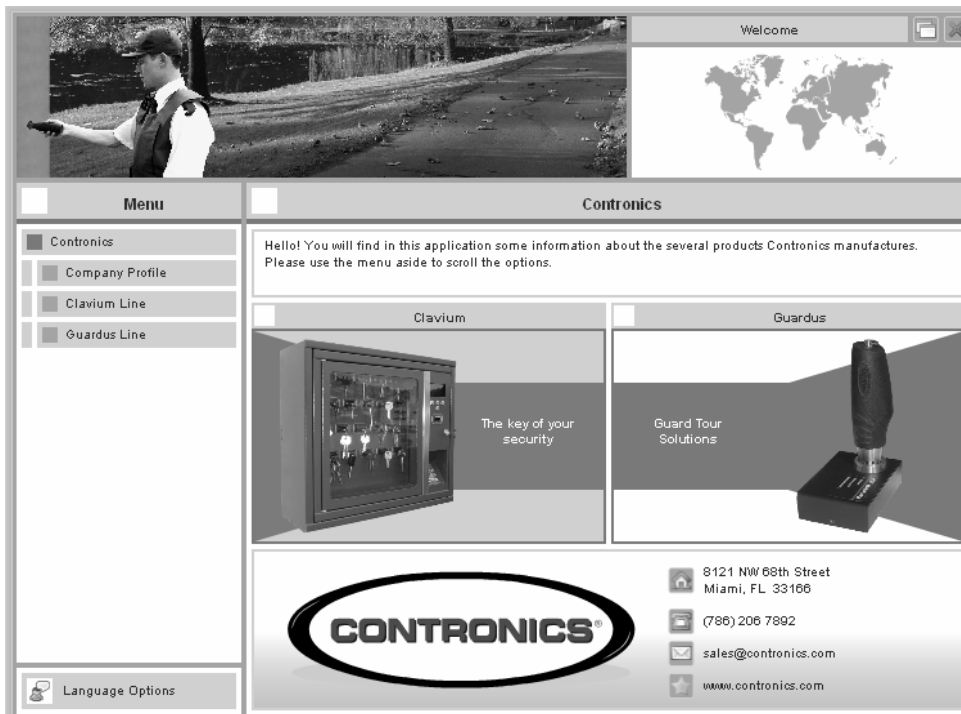 Welcome
Menu
Contronics
Contronics
Company Profile
Clavium Line
Guardus Line
Hello! You will find in this application some information about the several products Contronics manufactures.
Please use the menu aside to scroll the options.
Clavium
Guardus
The key of your
security
Guard Tour
Solutions
CONTRONICS®
8121 NW 68th Street
Miami, FL 33166
(786) 206 7892
sales@contronics.com
www.contronics.com
Language Options